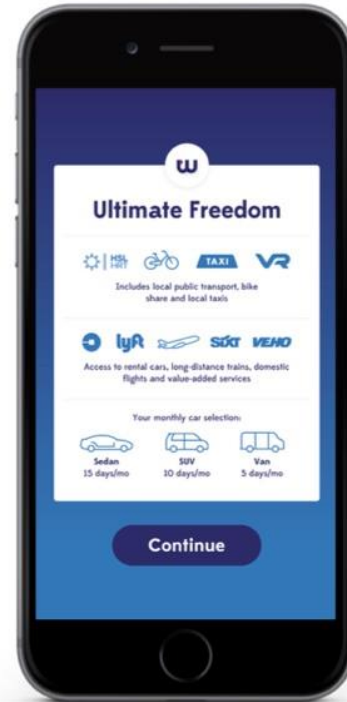 w
Ultimate Freedom
HSL
HRT
TAXI
VR
Includes local public transport, bike
share and local taxis
lyft
SIXT
VEHO
Access to rental cars, long-distance trains, domestic
flights and value-added services
Your monthly car selection:
Sedan SUV Van
15 days/mo 10 days/mo 5 days/mo
Continue